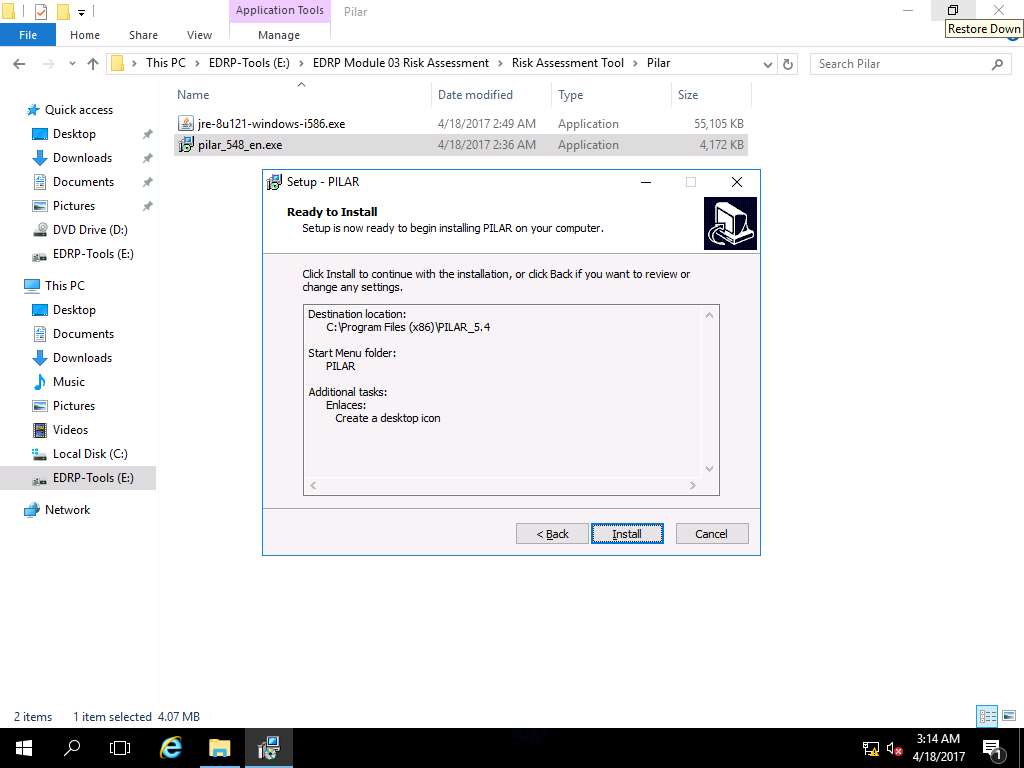 Application Tools
Pilar
Restore Down
File
Home
Share
View
Manage
This PC
EDRP-Tools (E:)
EDRP Module 03 Risk Assessment
Risk Assessment Tool
Pilar
Search Pilar
Name
Date modified
Type
Size
jre-8u121-windows-i586.exe
4/18/2017 2:49 AM
Application
55,105 KB
pilar_548_en.exe
4/18/2017 2:36 AM
Application
4,172 KB
Quick access
Desktop
Downloads
Documents
Pictures
DVD Drive (D:)
EDRP-Tools (E:)
This PC
Desktop
Documents
Downloads
Music
Pictures
Videos
Local Disk (C:)
EDRP-Tools (E:)
Network
Setup - PILAR
Ready to Install
Setup is now ready to begin installing PILAR on your computer.
Click Install to continue with the installation, or click Back if you want to review or
change any settings.
Destination location:
C:\Program Files (x86)\PILAR_5.4
Start Menu folder:
PILAR
Additional tasks:
Enlaces:
Create a desktop icon
< Back
Install
Cancel
2 items
1 item selected 4.07 MB
3:14 AM
4/18/2017
1